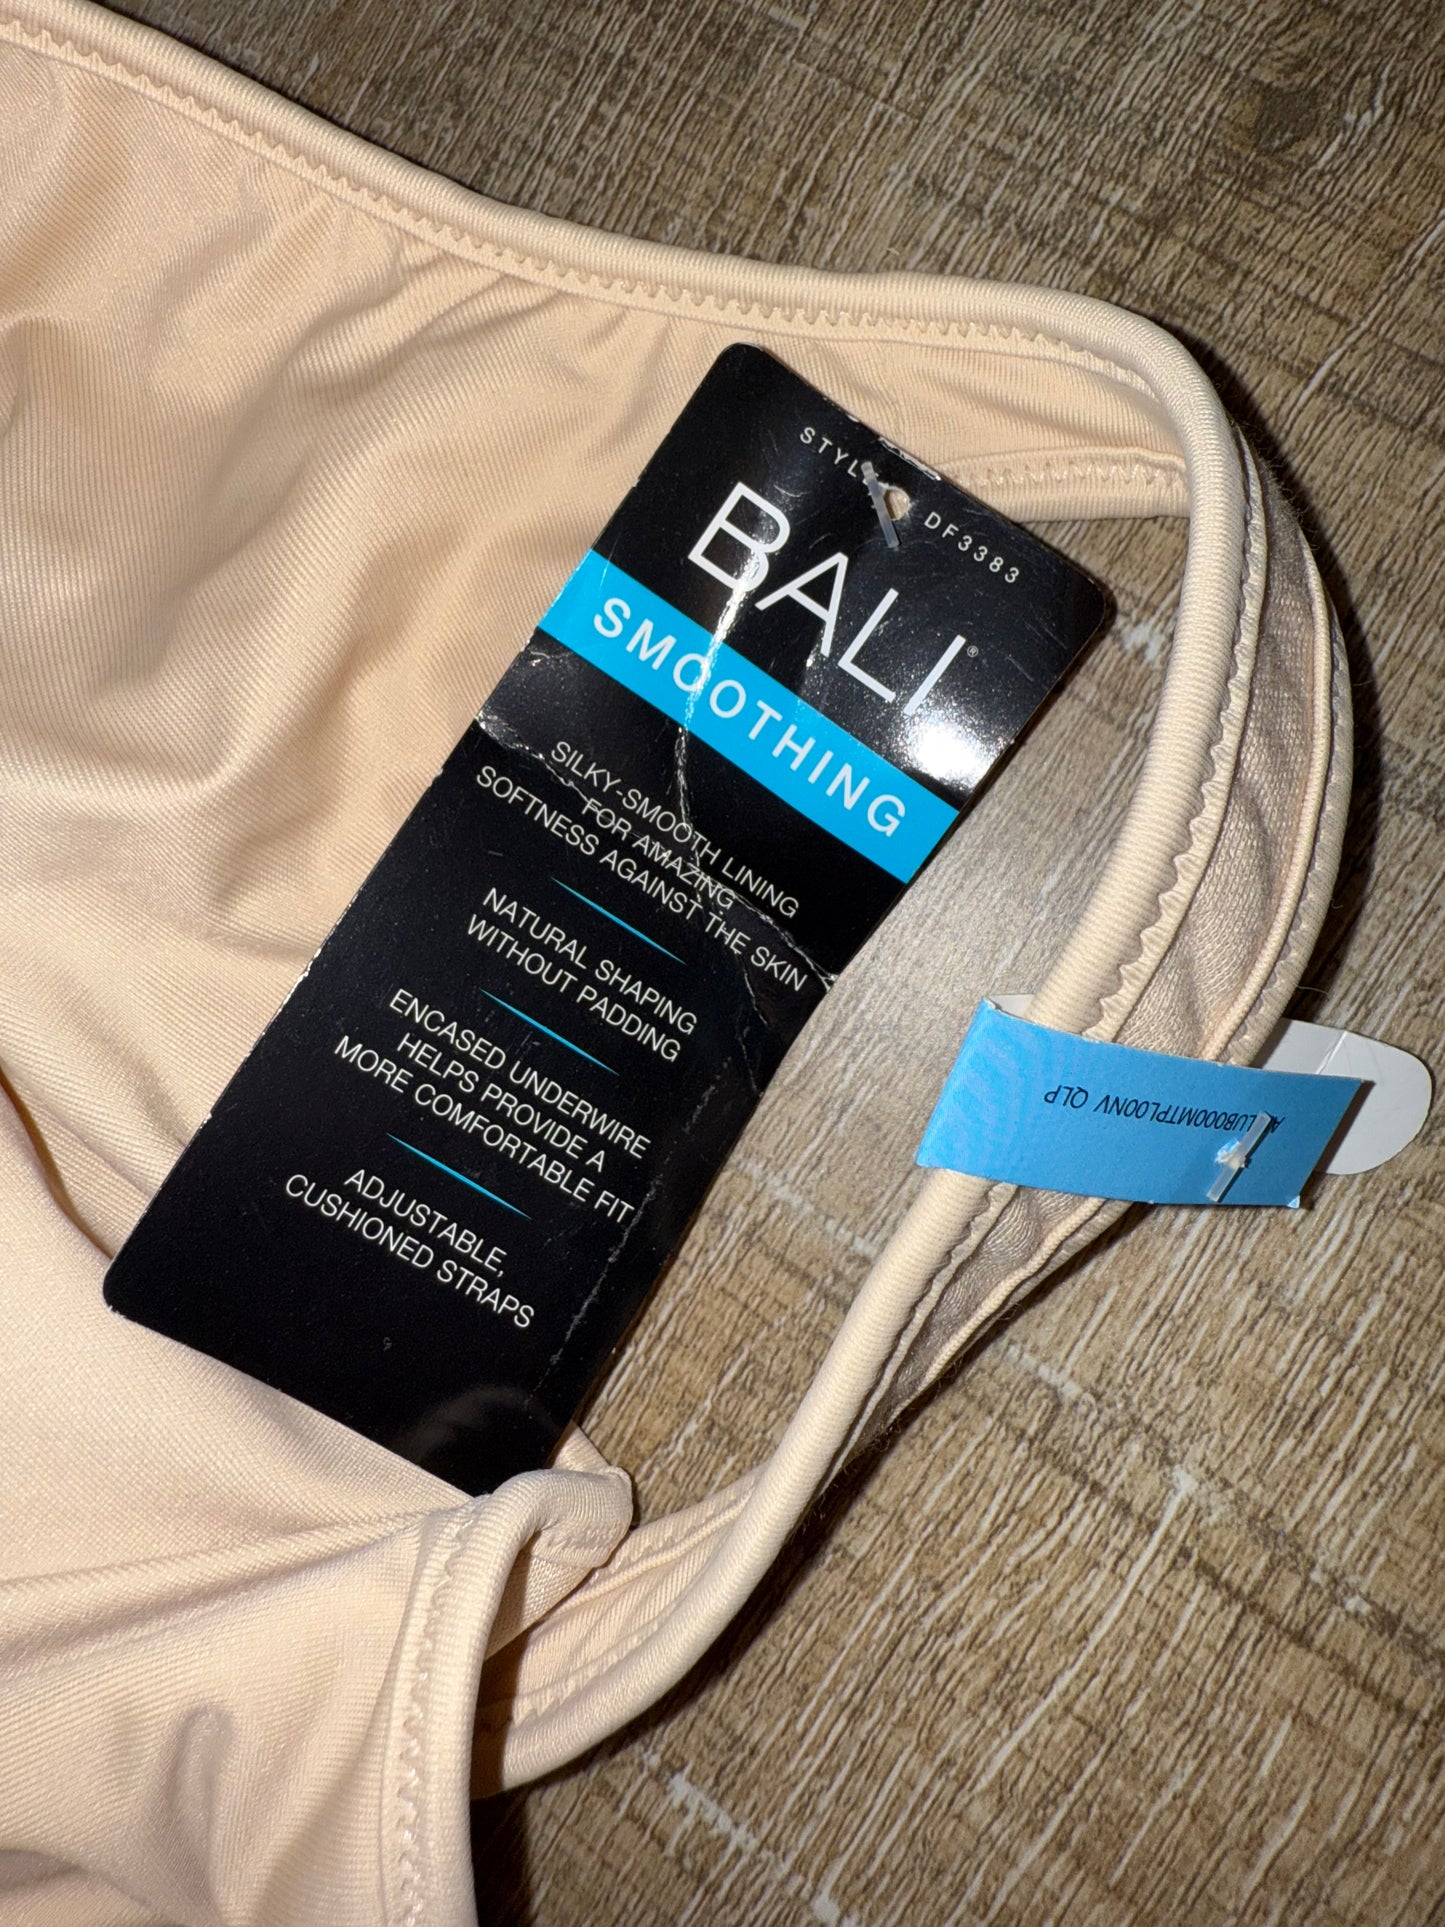 STYLE DF3383
BALI®
SMOOTHING
SILKY-SMOOTH LINING
FOR AMAZING
SOFTNESS AGAINST THE SKIN
NATURAL SHAPING
WITHOUT PADDING
ENCASED UNDERWIRE
HELPS PROVIDE A
MORE COMFORTABLE FIT
ADJUSTABLE,
CUSHIONED STRAPS
QLP